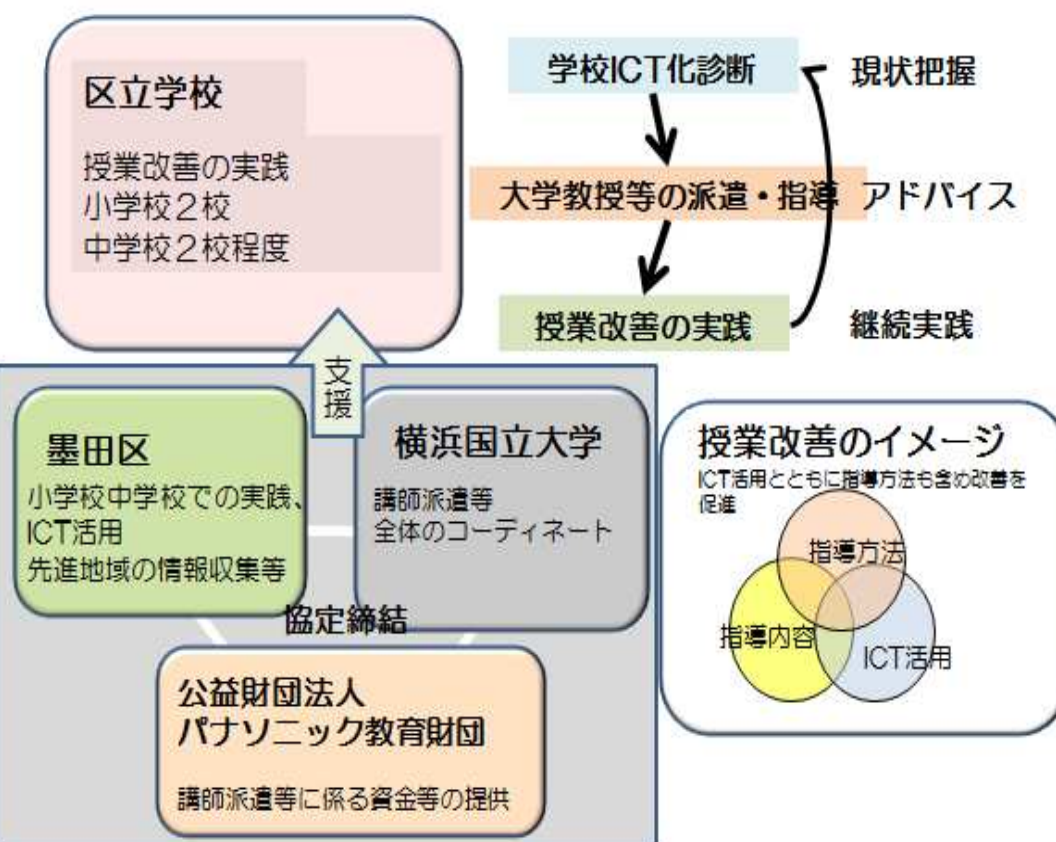 区立学校
授業改善の実践
小学校２校
中学校２校程度
学校ICT化診断
現状把握
大学教授等の派遣・指導
アドバイス
授業改善の実践
継続実践
支援
墨田区
小学校中学校での実践、
ICT活用
先進地域の情報収集等
横浜国立大学
講師派遣等
全体のコーディネート
協定締結
公益財団法人
パナソニック教育財団
講師派遣等に係る資金等の提供
授業改善のイメージ
ICT活用とともに指導方法も含め改善を
促進
指導方法
指導内容
ICT活用